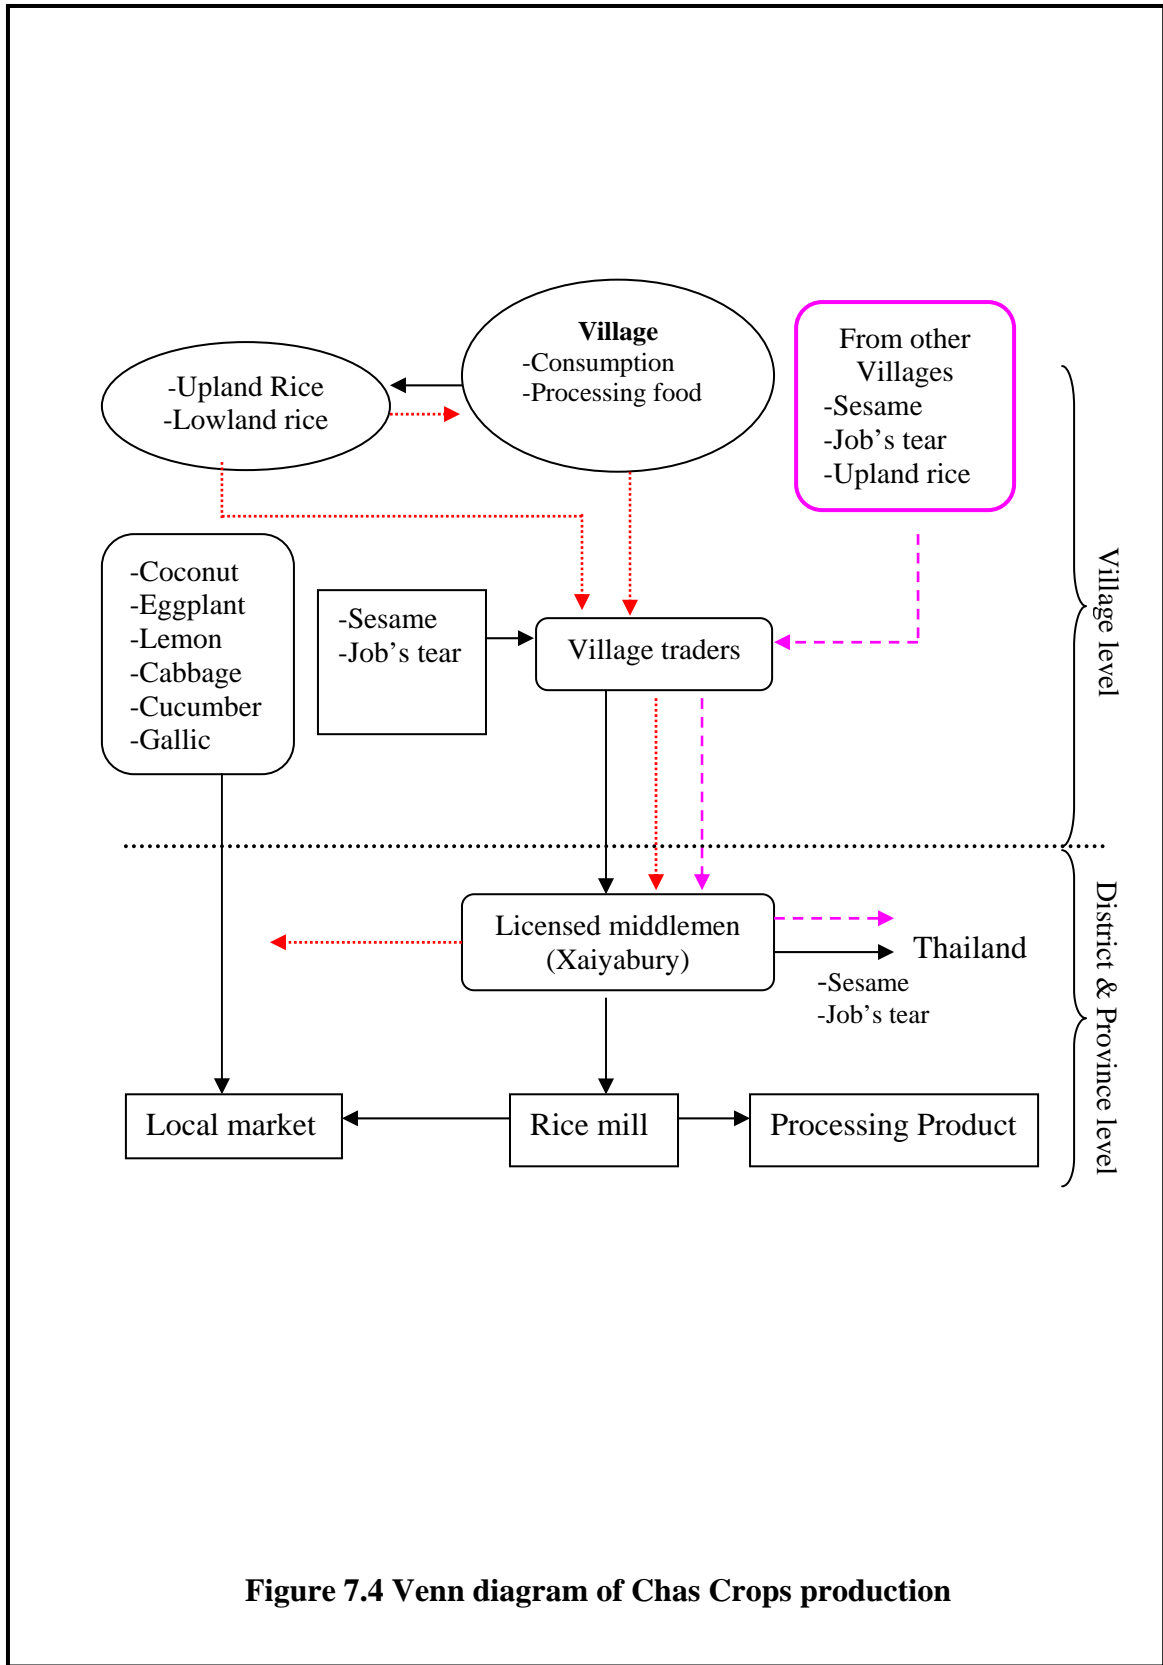 Village
-Consumption
-Processing food
-Upland Rice
-Lowland rice
From other
Villages
-Sesame
-Job's tear
-Upland rice
-Coconut
-Eggplant
-Lemon
-Cabbage
-Cucumber
-Gallic
-Sesame
-Job's tear
Village traders
Village level
Licensed middlemen
(Xaiyabury)
Thailand
-Sesame
-Job's tear
District & Province level
Local market
Rice mill
Processing Product
Figure 7.4 Venn diagram of Chas Crops production